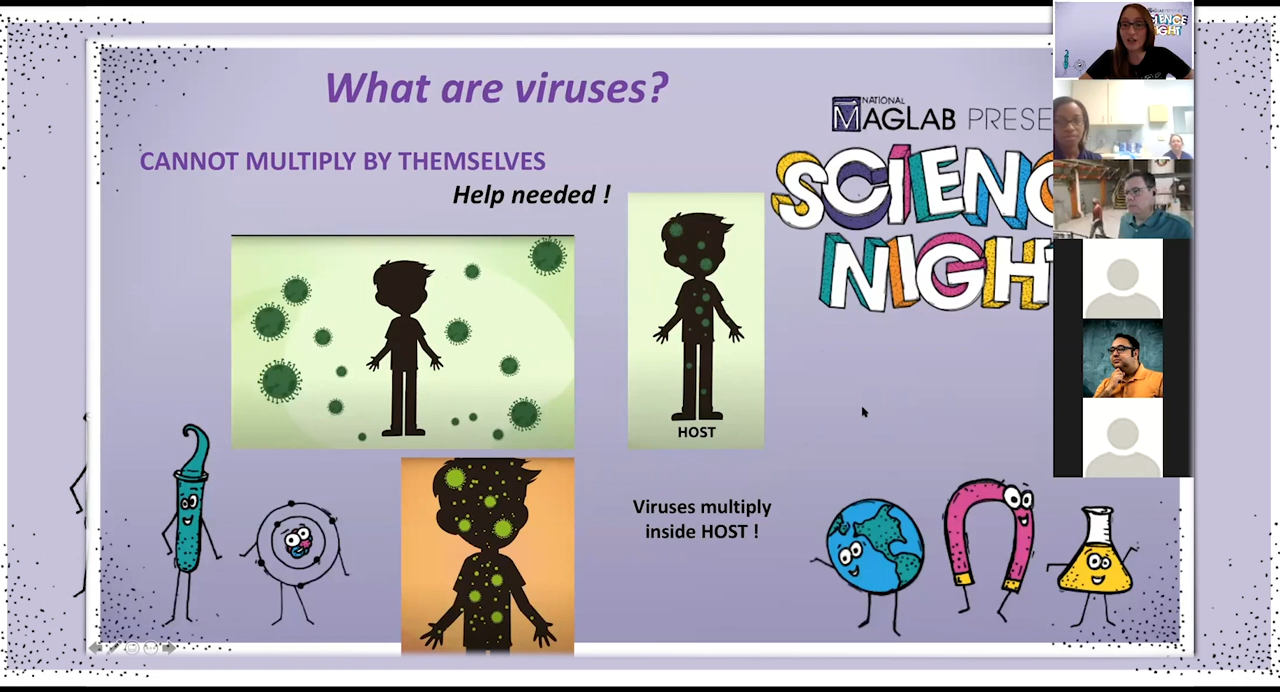 What are viruses?
NATIONAL
MAGLAB PRESE
CANNOT MULTIPLY BY THEMSELVES
Help needed !
SCIENC
NIGHT
HOST
Viruses multiply
inside HOST !